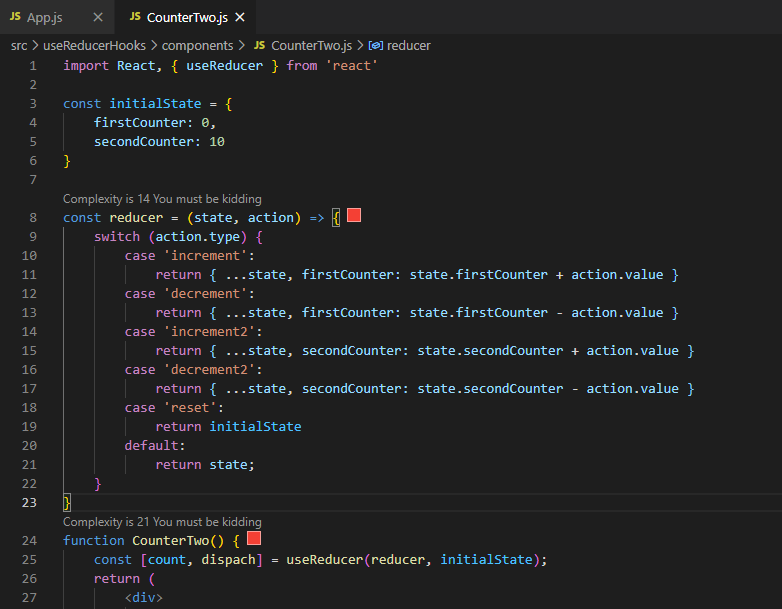 JS App.js × JS CounterTwo.js ×
src > useReducerHooks > components > JS CounterTwo.js > reducer
1 import React, { useReducer } from 'react'
2
3 const initialState = {
4     firstCounter: 0,
5     secondCounter: 10
6 }
7
Complexity is 14 You must be kidding
8 const reducer = (state, action) => {
9     switch (action.type) {
10         case 'increment':
11             return { ...state, firstCounter: state.firstCounter + action.value }
12         case 'decrement':
13             return { ...state, firstCounter: state.firstCounter - action.value }
14         case 'increment2':
15             return { ...state, secondCounter: state.secondCounter + action.value }
16         case 'decrement2':
17             return { ...state, secondCounter: state.secondCounter - action.value }
18         case 'reset':
19             return initialState
20         default:
21             return state;
22     }
23 }
Complexity is 21 You must be kidding
24 function CounterTwo() {
25     const [count, dispach] = useReducer(reducer, initialState);
26     return (
27         <div>